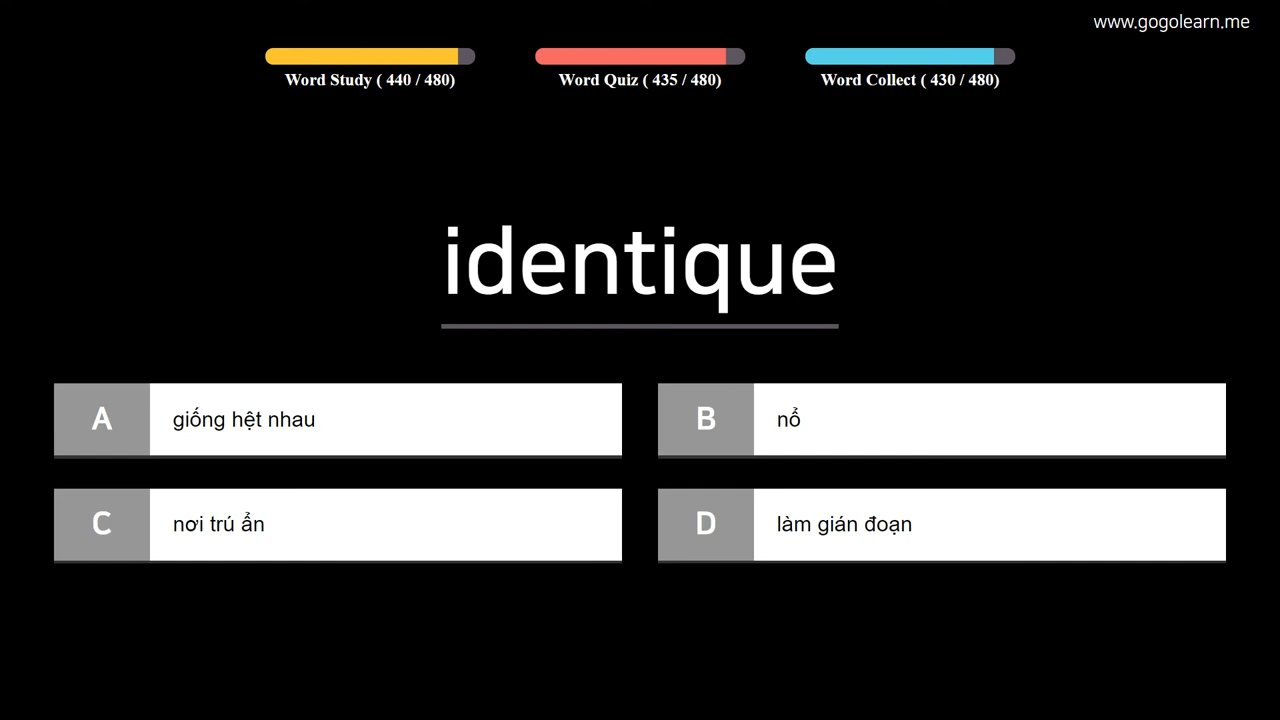 www.gogolearn.me
Word Study ( 440 / 480)
Word Quiz ( 435 / 480)
Word Collect ( 430 / 480)
identique
A giống hệt nhau
B nổ
C nơi trú ẩn
D làm gián đoạn